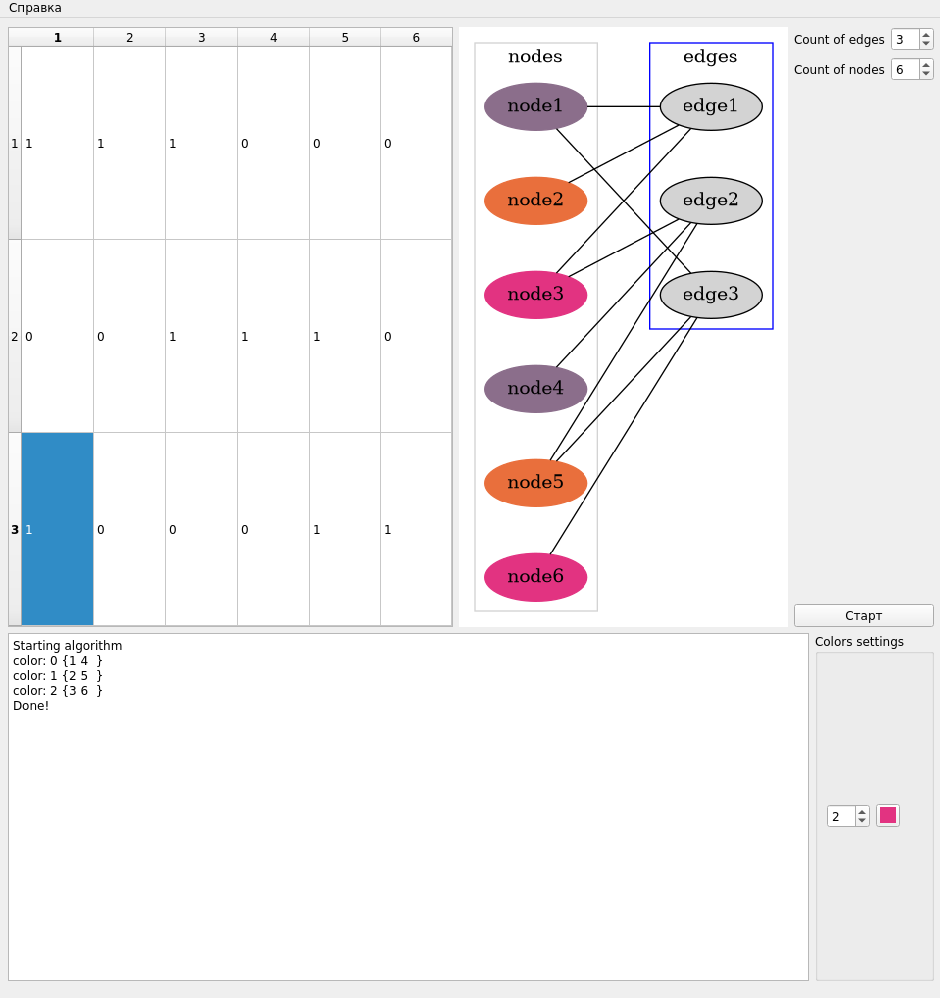 Справка
1 2 3 4 5 6
1 1 1 1 0 0 0
2 0 0 1 1 1 0
3 1 0 0 0 1 1
nodes edges
node1 edge1
node2 edge2
node3 edge3
node4
node5
node6
Count of edges 3
Count of nodes 6
Старт
Starting algorithm
color: 0 {1 4  }
color: 1 {2 5  }
color: 2 {3 6  }
Done!
Colors settings
2